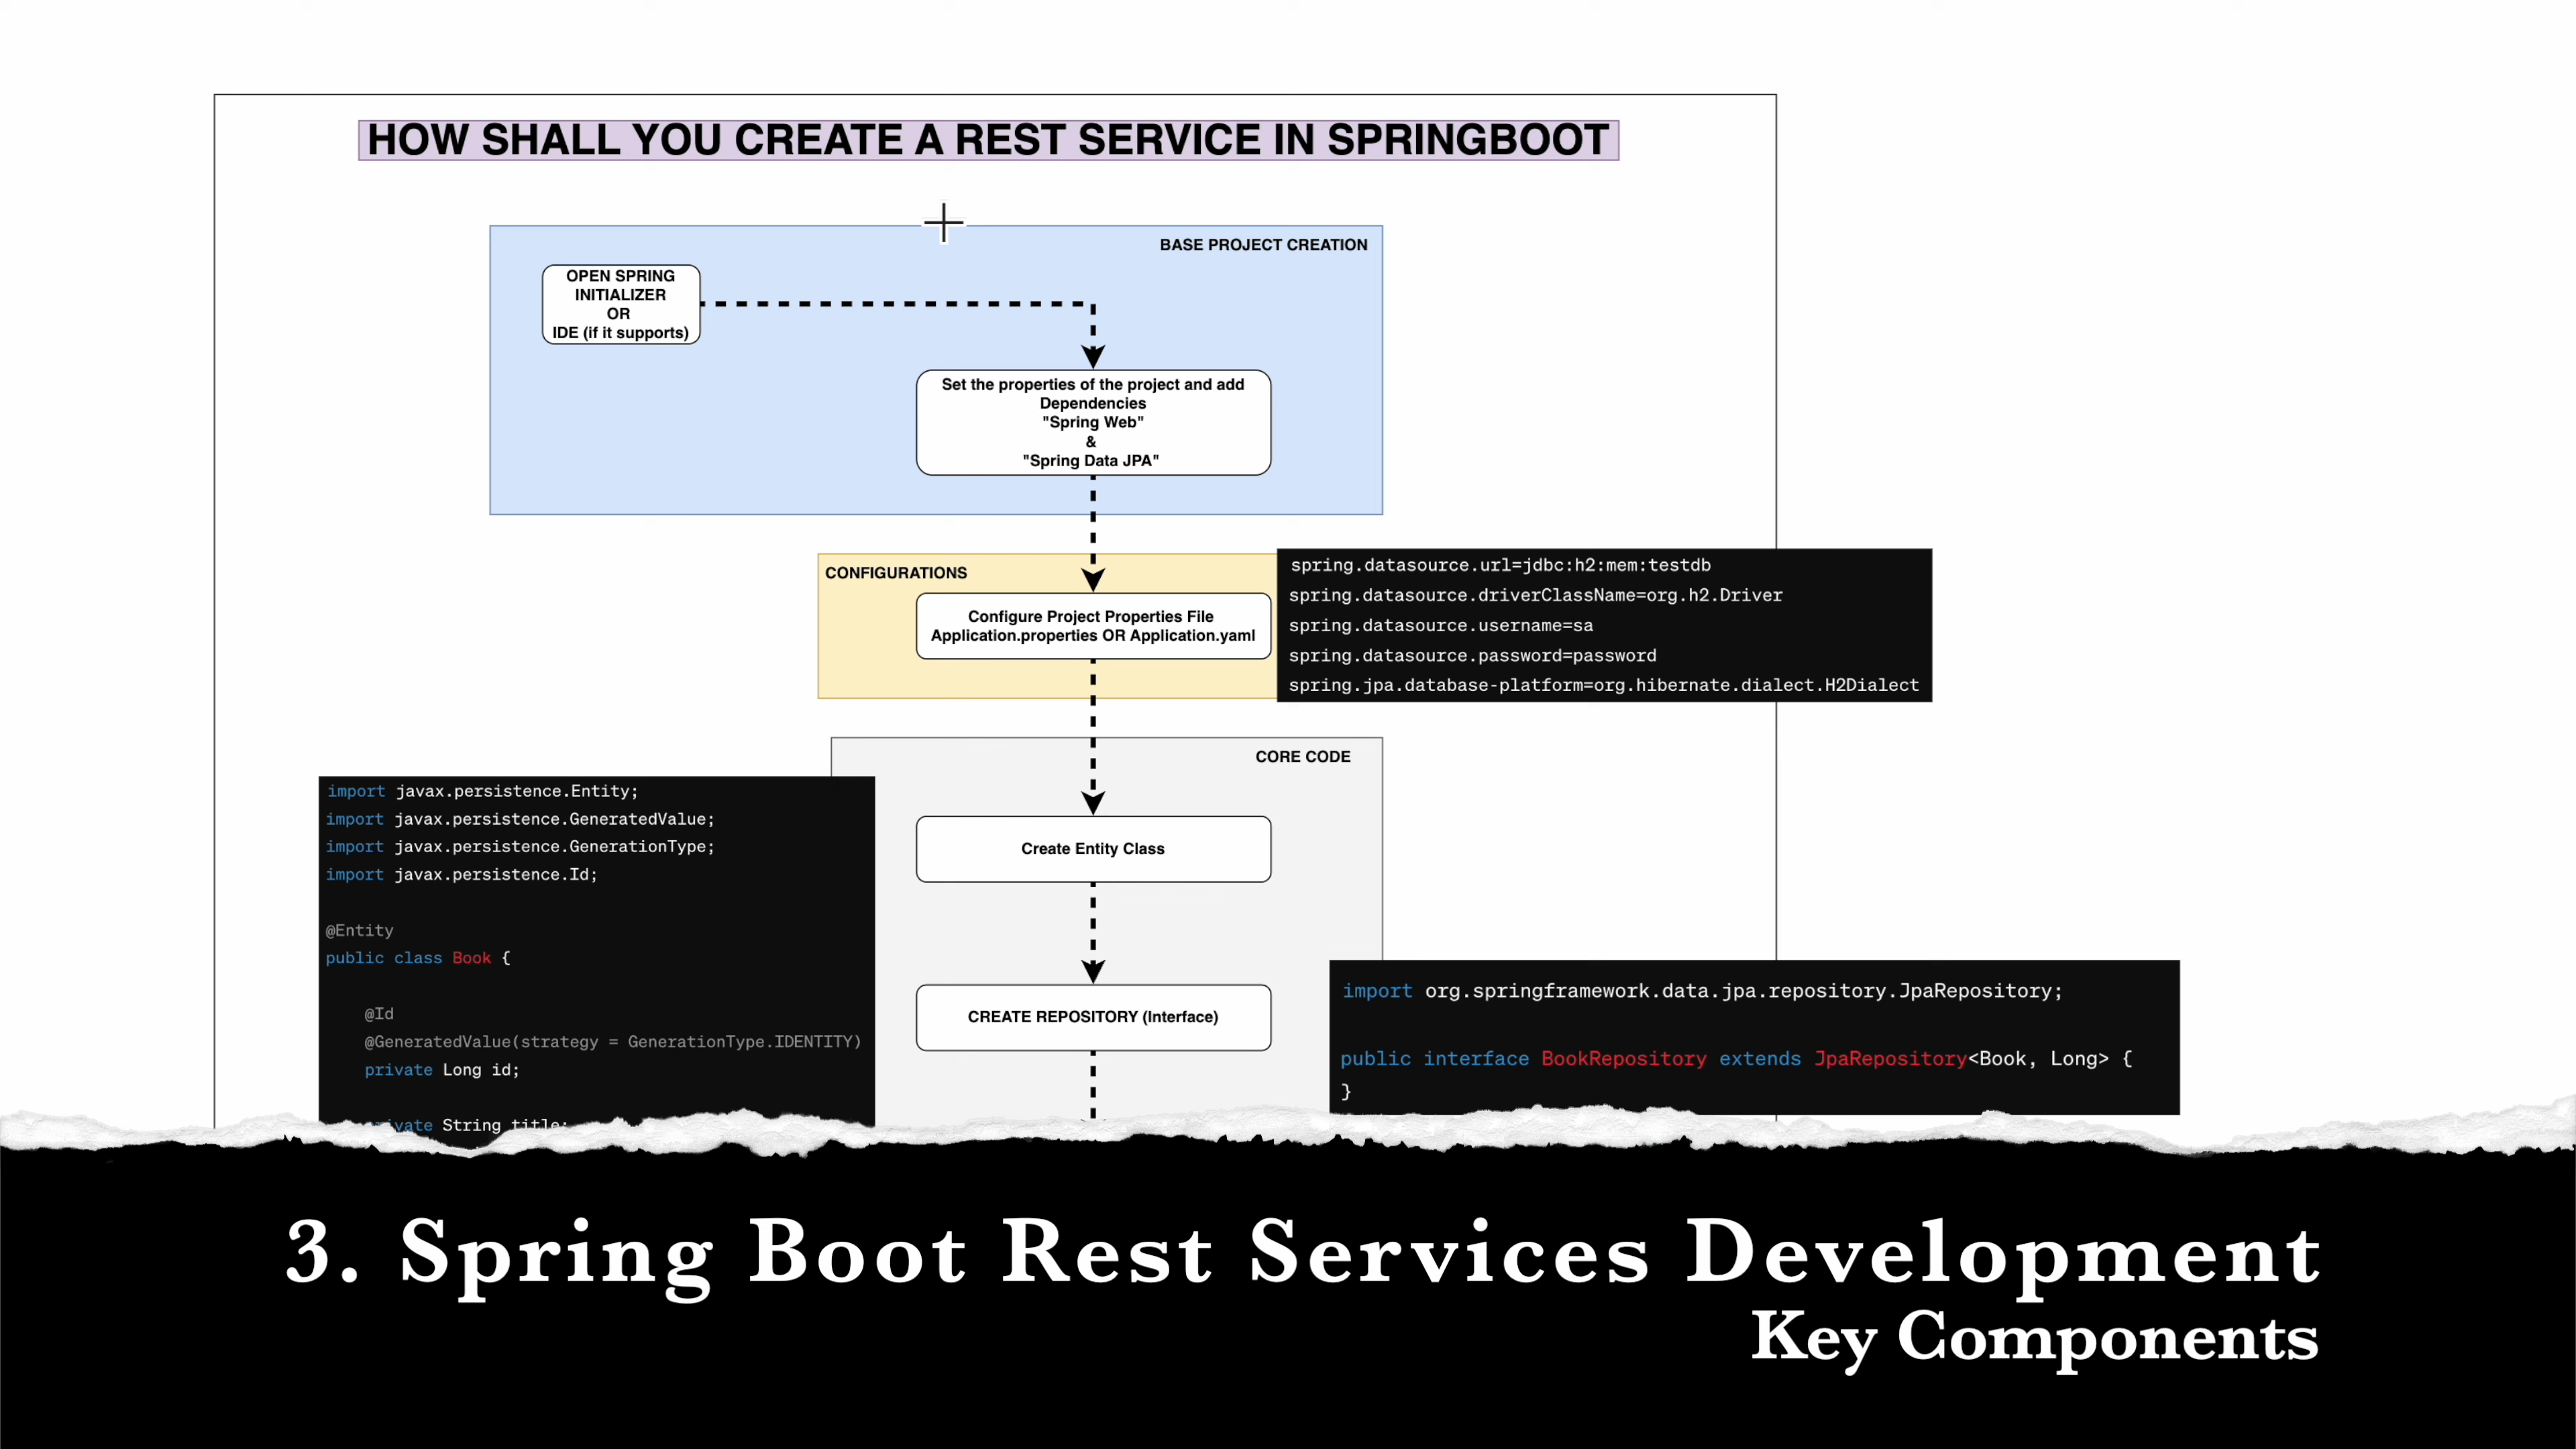 HOW SHALL YOU CREATE A REST SERVICE IN SPRINGBOOT
BASE PROJECT CREATION
OPEN SPRING
INITIALIZER
OR
IDE (if it supports)
Set the properties of the project and add
Dependencies
"Spring Web"
&
"Spring Data JPA"
CONFIGURATIONS
Configure Project Properties File
Application.properties OR Application.yaml
spring.datasource.url=jdbc:h2:mem:testdb
spring.datasource.driverClassName=org.h2.Driver
spring.datasource.username=sa
spring.datasource.password=password
spring.jpa.database-platform=org.hibernate.dialect.H2Dialect
CORE CODE
import javax.persistence.Entity;
import javax.persistence.GeneratedValue;
import javax.persistence.GenerationType;
import javax.persistence.Id;
@Entity
public class Book {
@Id
@GeneratedValue(strategy = GenerationType.IDENTITY)
private Long id;
private String title;
Create Entity Class
CREATE REPOSITORY (Interface)
import org.springframework.data.jpa.repository.JpaRepository;
public interface BookRepository extends JpaRepository<Book, Long> {
}
3. Spring Boot Rest Services Development
Key Components